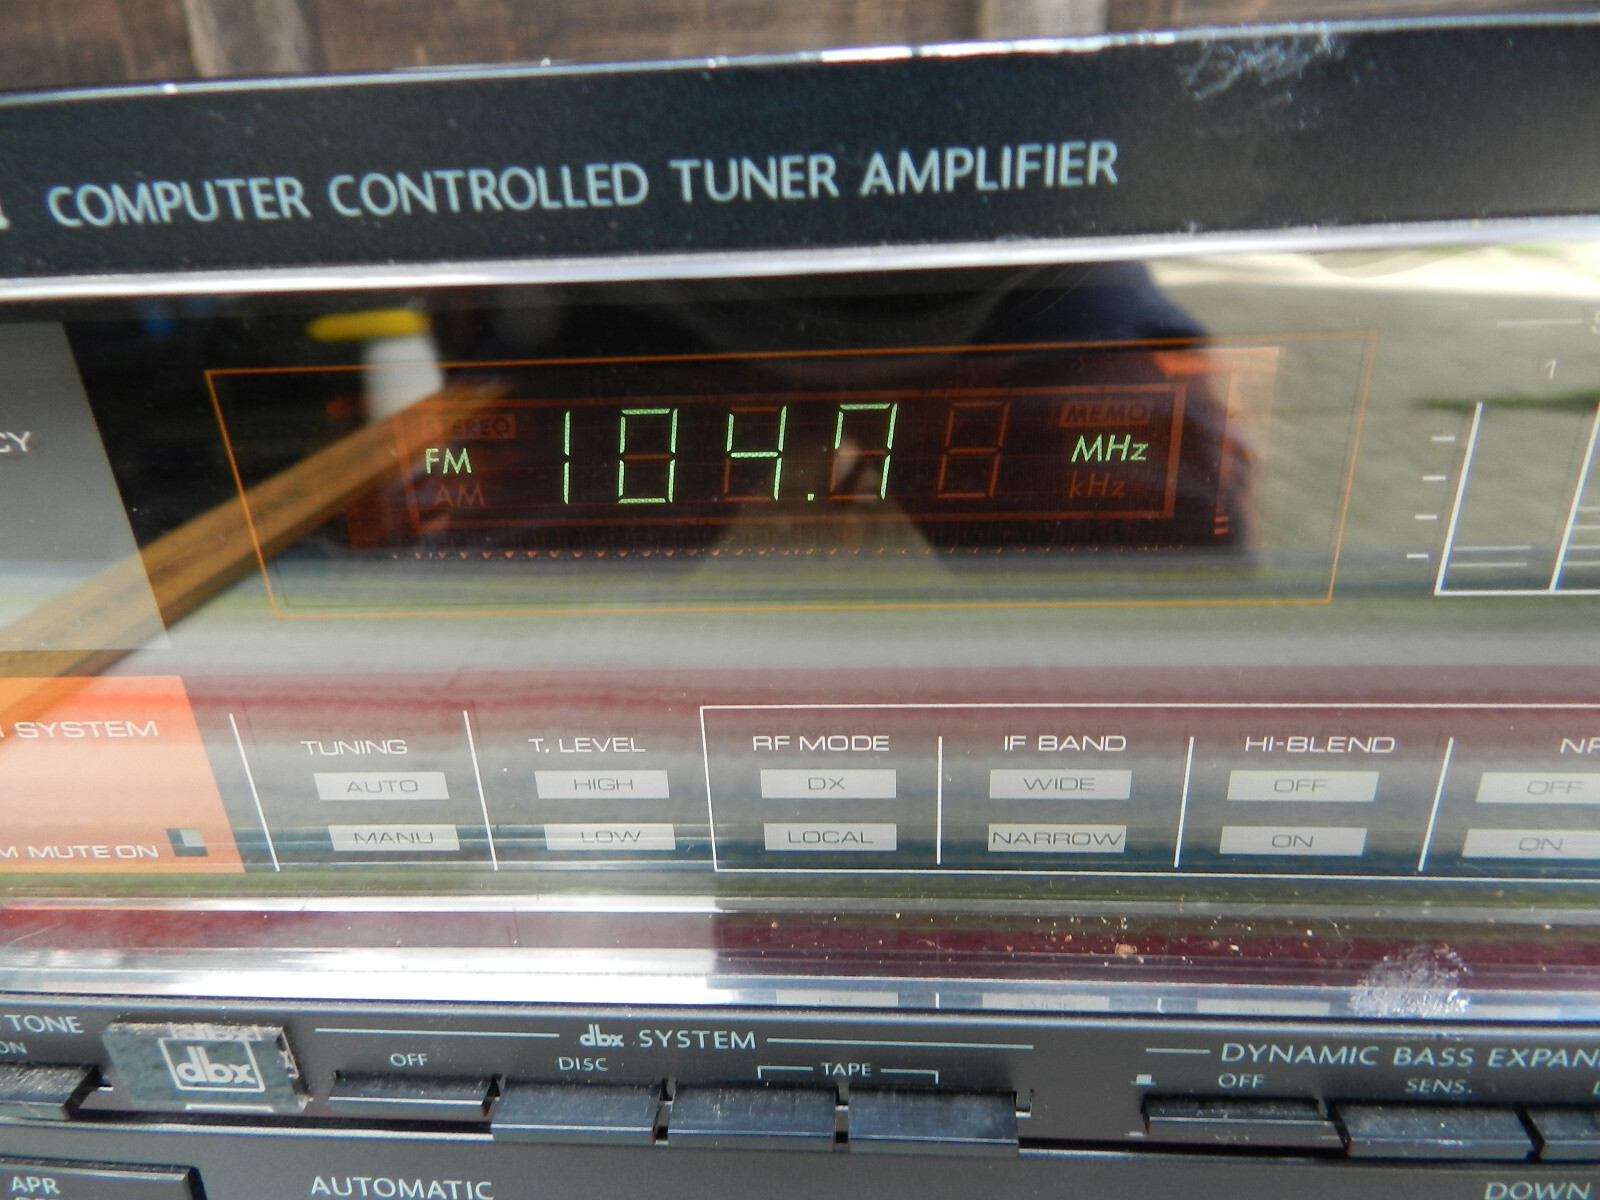 COMPUTER CONTROLLED TUNER AMPLIFIER
CY
1
STEREO
MEMO
FM 104.7 MHz
AM
kHz
SYSTEM
TUNING T. LEVEL RF MODE IF BAND HI-BLEND
AUTO HIGH DX WIDE OFF OFF
MANU LOW LOCAL NARROW ON ON
M MUTE ON
TONE dbx SYSTEM DYNAMIC BASS EXPAN
ON OFF DISC TAPE OFF SENS.
dbx
APR AUTOMATIC DOWN